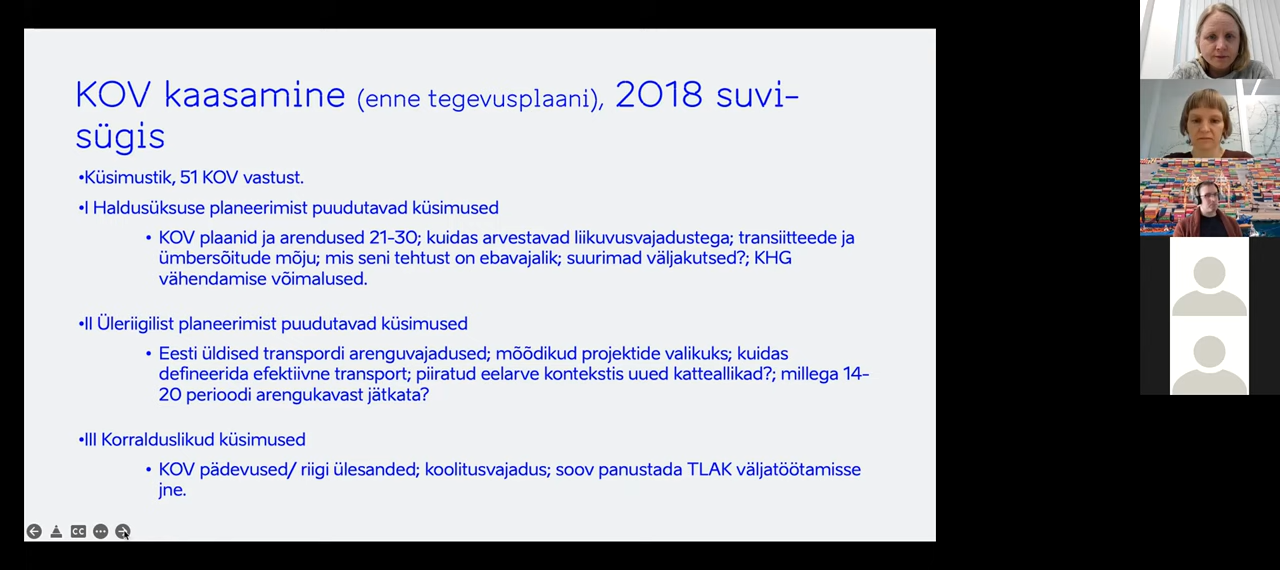 KOV kaasamine (enne tegevusplaani), 2018 suvi-
sügis
•Küsimustik, 51 KOV vastust.
•I Haldusüksuse planeerimist puudutavad küsimused
• KOV plaanid ja arendused 21-30; kuidas arvestavad liikuvusvajadustega; transiitteede ja
ümbersõitude mõju; mis seni tehtust on ebavajalik; suurimad väljakutsed?; KHG
vähendamise võimalused.
•II Üleriigilist planeerimist puudutavad küsimused
• Eesti üldised transpordi arenguvajadused; mõõdikud projektide valikuks; kuidas
defineerida efektiivne transport; piiratud eelarve kontekstis uued katteallikad?; millega 14-
20 perioodi arengukavast jätkata?
•III Korralduslikud küsimused
• KOV pädevused/ riigi ülesanded; koolitusvajadus; soov panustada TLAK väljatöötamisse
jne.
CC